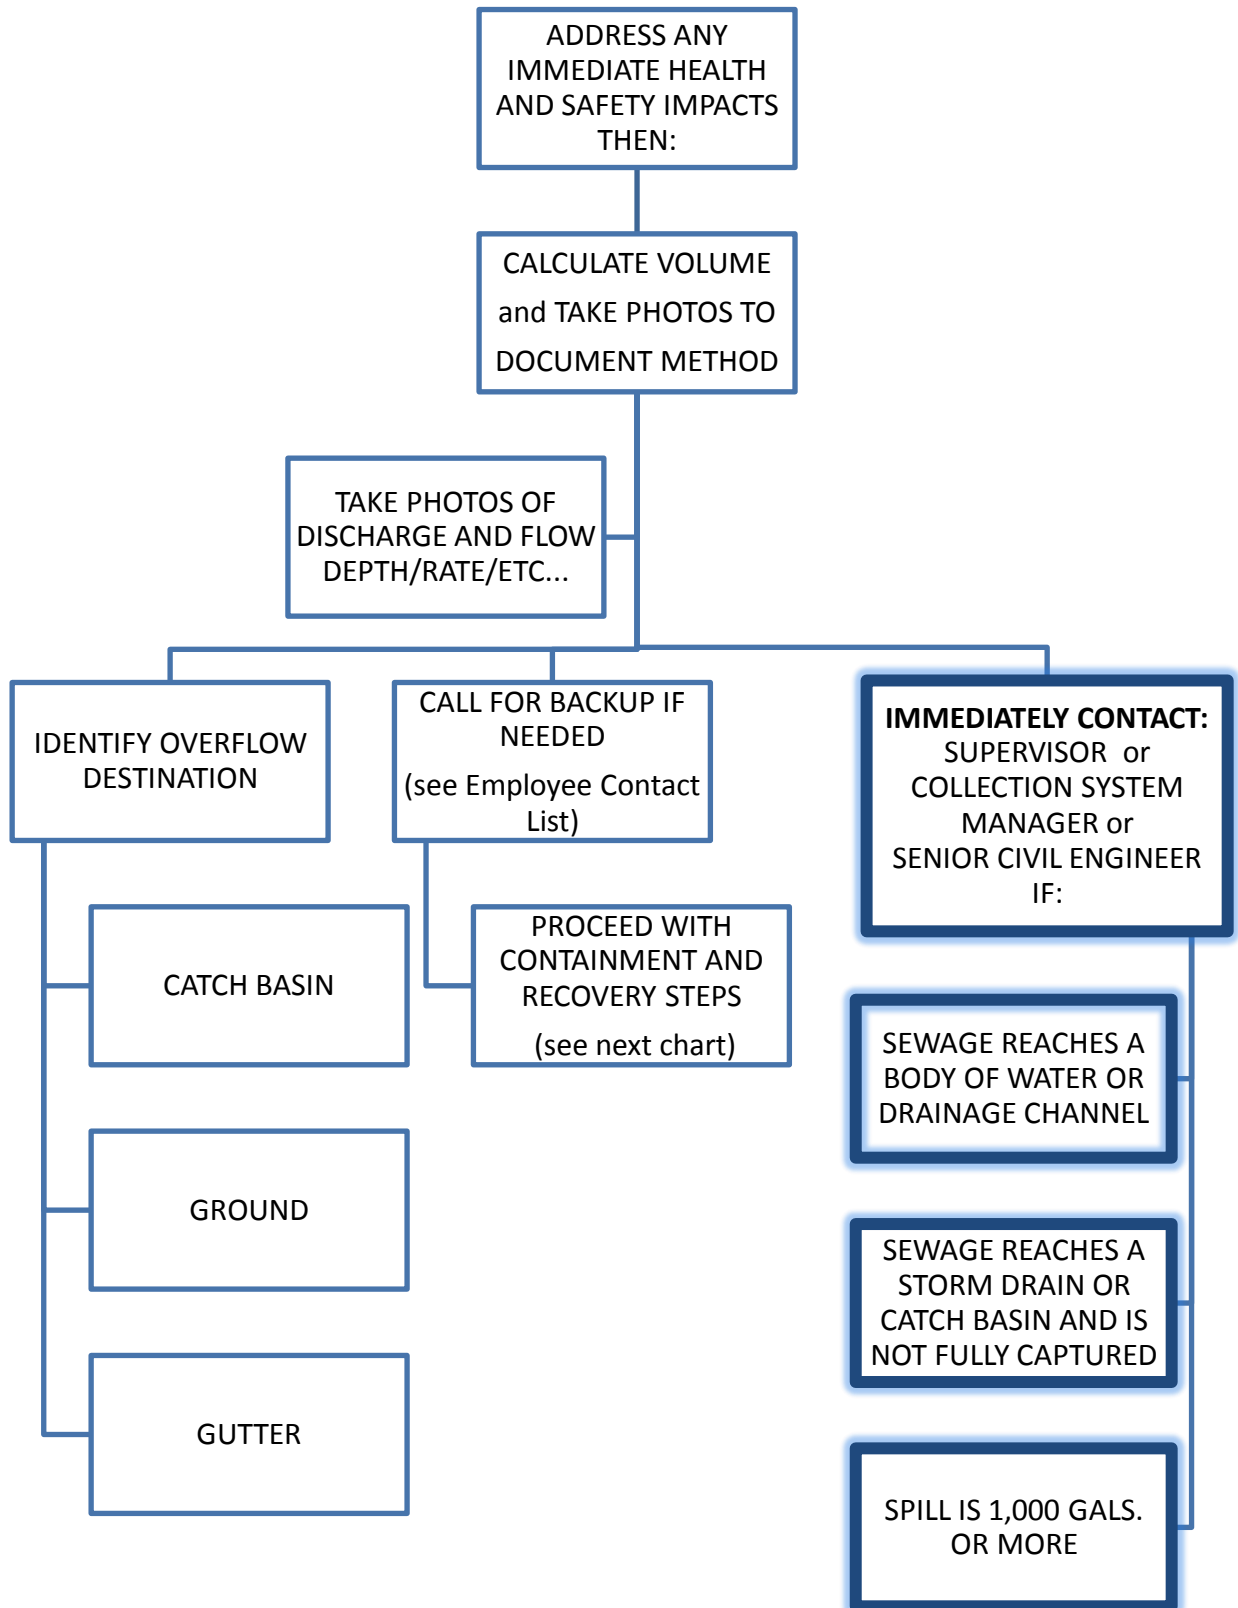 ADDRESS ANY
IMMEDIATE HEALTH
AND SAFETY IMPACTS
THEN:
CALCULATE VOLUME
and TAKE PHOTOS TO
DOCUMENT METHOD
TAKE PHOTOS OF
DISCHARGE AND FLOW
DEPTH/RATE/ETC...
IDENTIFY OVERFLOW
DESTINATION
CATCH BASIN
GROUND
GUTTER
CALL FOR BACKUP IF
NEEDED
(see Employee Contact
List)
PROCEED WITH
CONTAINMENT AND
RECOVERY STEPS
(see next chart)
IMMEDIATELY CONTACT:
SUPERVISOR or
COLLECTION SYSTEM
MANAGER or
SENIOR CIVIL ENGINEER
IF:
SEWAGE REACHES A
BODY OF WATER OR
DRAINAGE CHANNEL
SEWAGE REACHES A
STORM DRAIN OR
CATCH BASIN AND IS
NOT FULLY CAPTURED
SPILL IS 1,000 GALS.
OR MORE